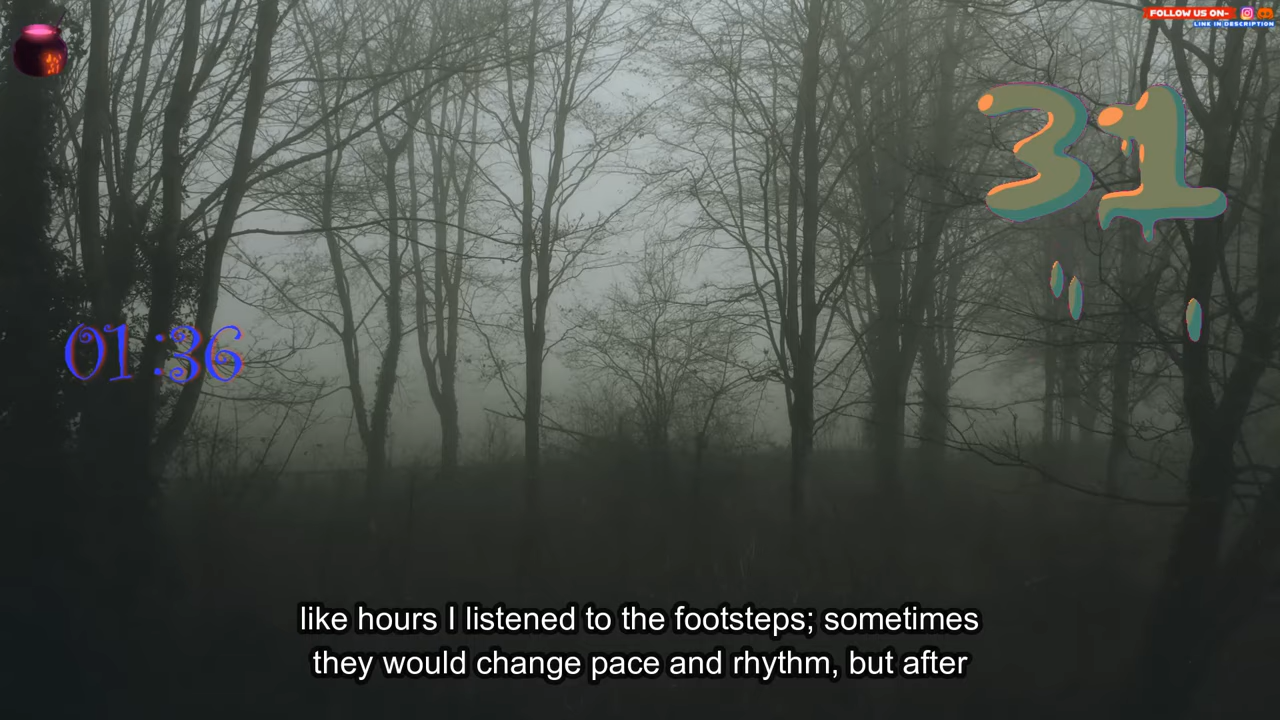 FOLLOW US ON-
LINK IN DESCRIPTION
31
01:36
like hours I listened to the footsteps; sometimes
they would change pace and rhythm, but after